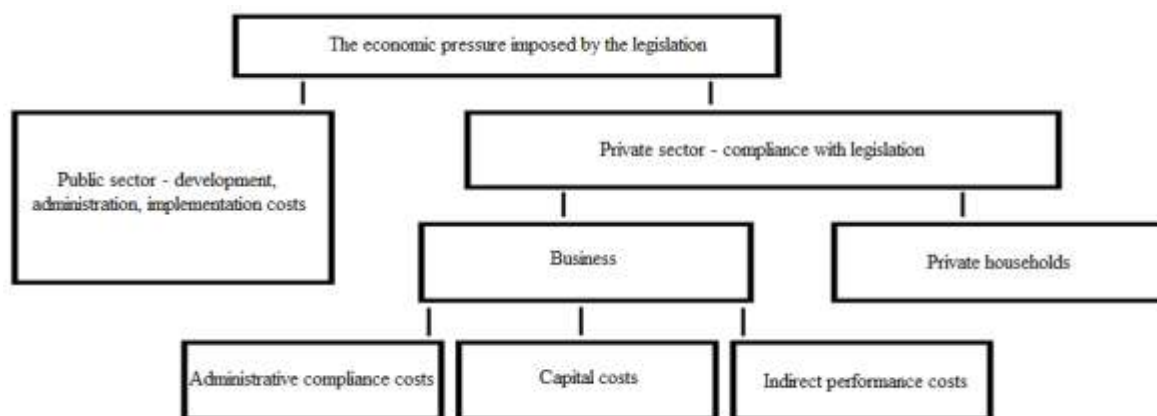 The economic pressure imposed by the legislation
Public sector - development,
administration, implementation costs
Private sector - compliance with legislation
Business
Private households
Administrative compliance costs
Capital costs
Indirect performance costs